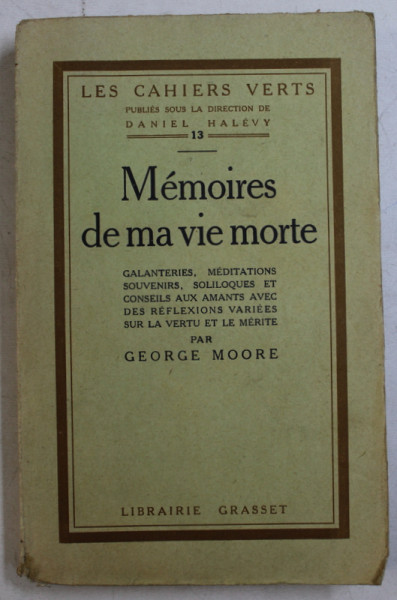 LES CAHIERS VERTS
PUBLIÉS SOUS LA DIRECTION DE
DANIEL HALÉVY
13
Mémoires
de ma vie morte
GALANTERIES, MÉDITATIONS
SOUVENIRS, SOLILOQUES ET
CONSEILS AUX AMANTS AVEC
DES RÉFLEXIONS VARIÉES
SUR LA VERTU ET LE MÉRITE
PAR
GEORGE MOORE
LIBRAIRIE GRASSET